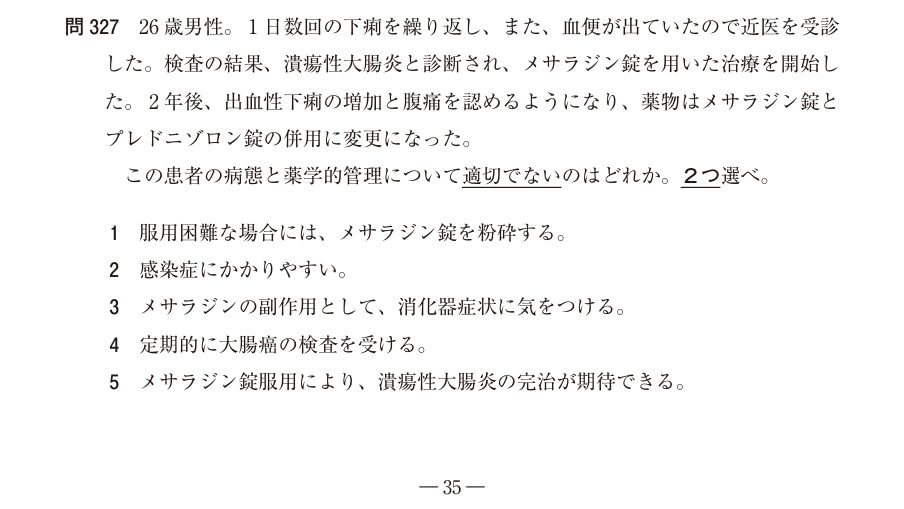 問 327 26 歳男性。1日数回の下痢を繰り返し、また、血便が出ていたので近医を受診
した。検査の結果、潰瘍性大腸炎と診断され、メサラジン錠を用いた治療を開始し
た。2年後、出血性下痢の増加と腹痛を認めるようになり、薬物はメサラジン錠と
プレドニゾロン錠の併用に変更になった。
この患者の病態と薬学的管理について適切でないのはどれか。2つ選べ。
1 服用困難な場合には、メサラジン錠を粉砕する。
2 感染症にかかりやすい。
3 メサラジンの副作用として、消化器症状に気をつける。
4 定期的に大腸癌の検査を受ける。
5 メサラジン錠服用により、潰瘍性大腸炎の完治が期待できる。
— 35 —